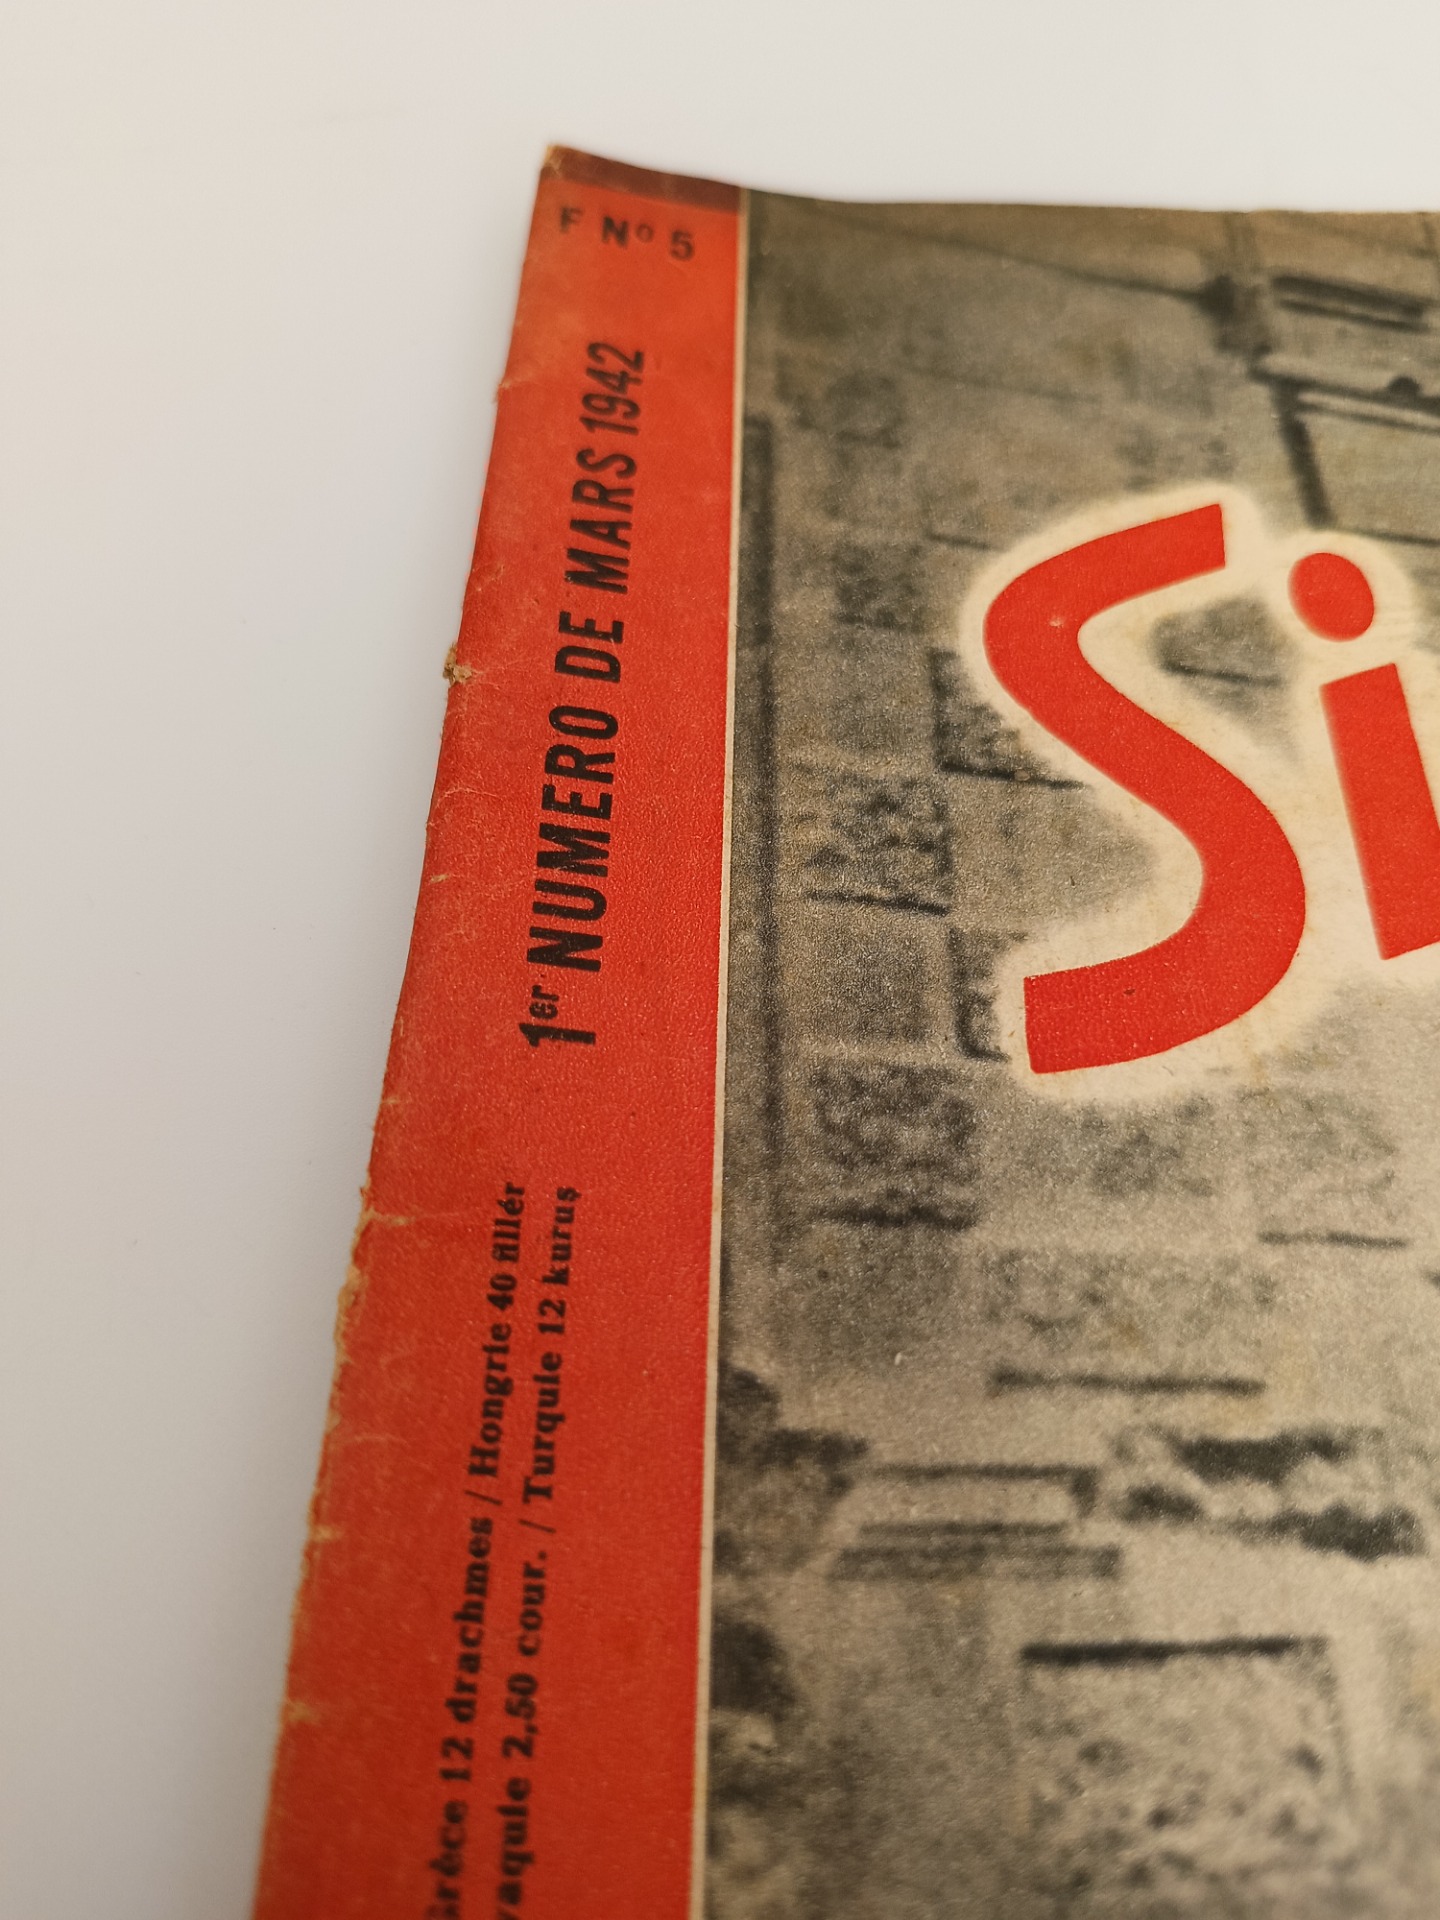 F Nº 5
1er NUMERO DE MARS 1942
Grèce 12 drachmes / Hongrie 40 fillér
vaquie 2,50 cour. / Turquie 12 kuruş
Si